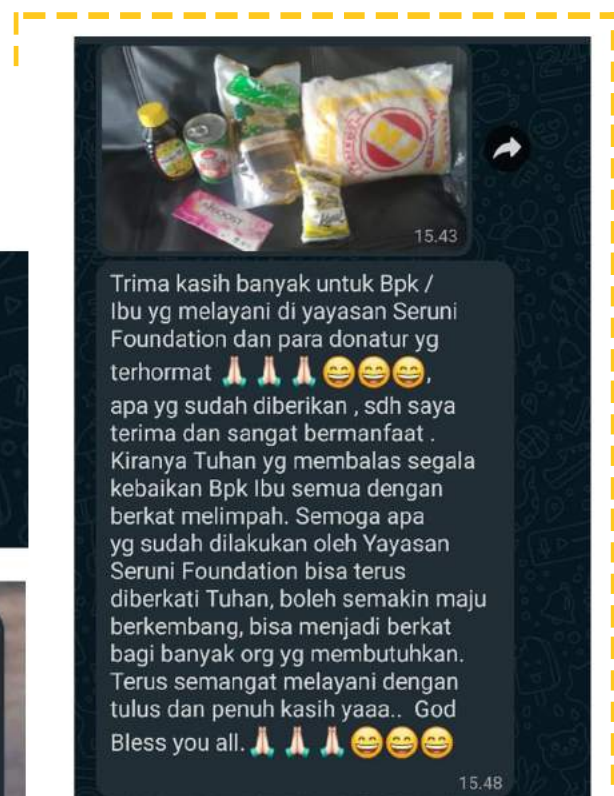 15.43
Trima kasih banyak untuk Bpk /
Ibu yg melayani di yayasan Seruni
Foundation dan para donatur yg
terhormat 🙏🏻 🙏🏻 🙏🏻😄😄😄,
apa yg sudah diberikan , sdh saya
terima dan sangat bermanfaat .
Kiranya Tuhan yg membalas segala
kebaikan Bpk Ibu semua dengan
berkat melimpah. Semoga apa
yg sudah dilakukan oleh Yayasan
Seruni Foundation bisa terus
diberkati Tuhan, boleh semakin maju
berkembang, bisa menjadi berkat
bagi banyak org yg membutuhkan.
Terus semangat melayani dengan
tulus dan penuh kasih yaaa.. God
Bless you all.🙏🏻 🙏🏻 🙏🏻😄😄😄
15.48